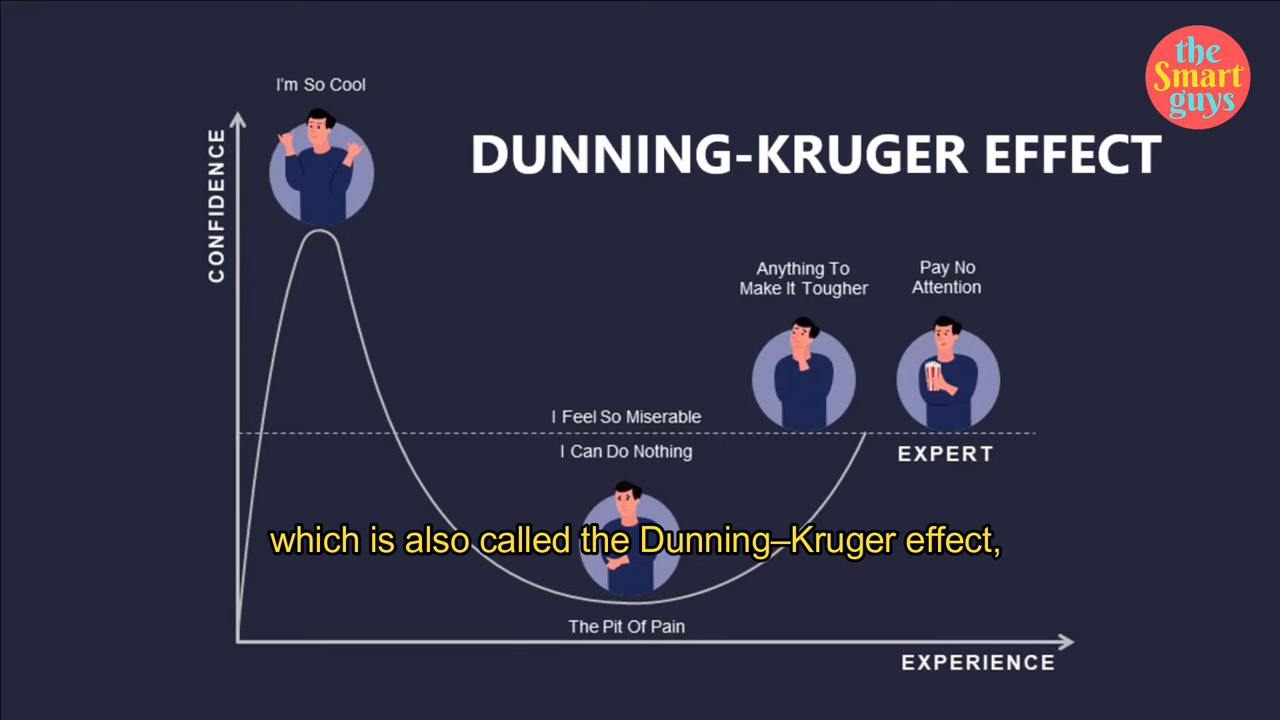 the
Smart
guys
I'm So Cool
DUNNING-KRUGER EFFECT
CONFIDENCE
Anything To
Make It Tougher
Pay No
Attention
I Feel So Miserable
I Can Do Nothing
EXPERT
which is also called the Dunning–Kruger effect,
The Pit Of Pain
EXPERIENCE